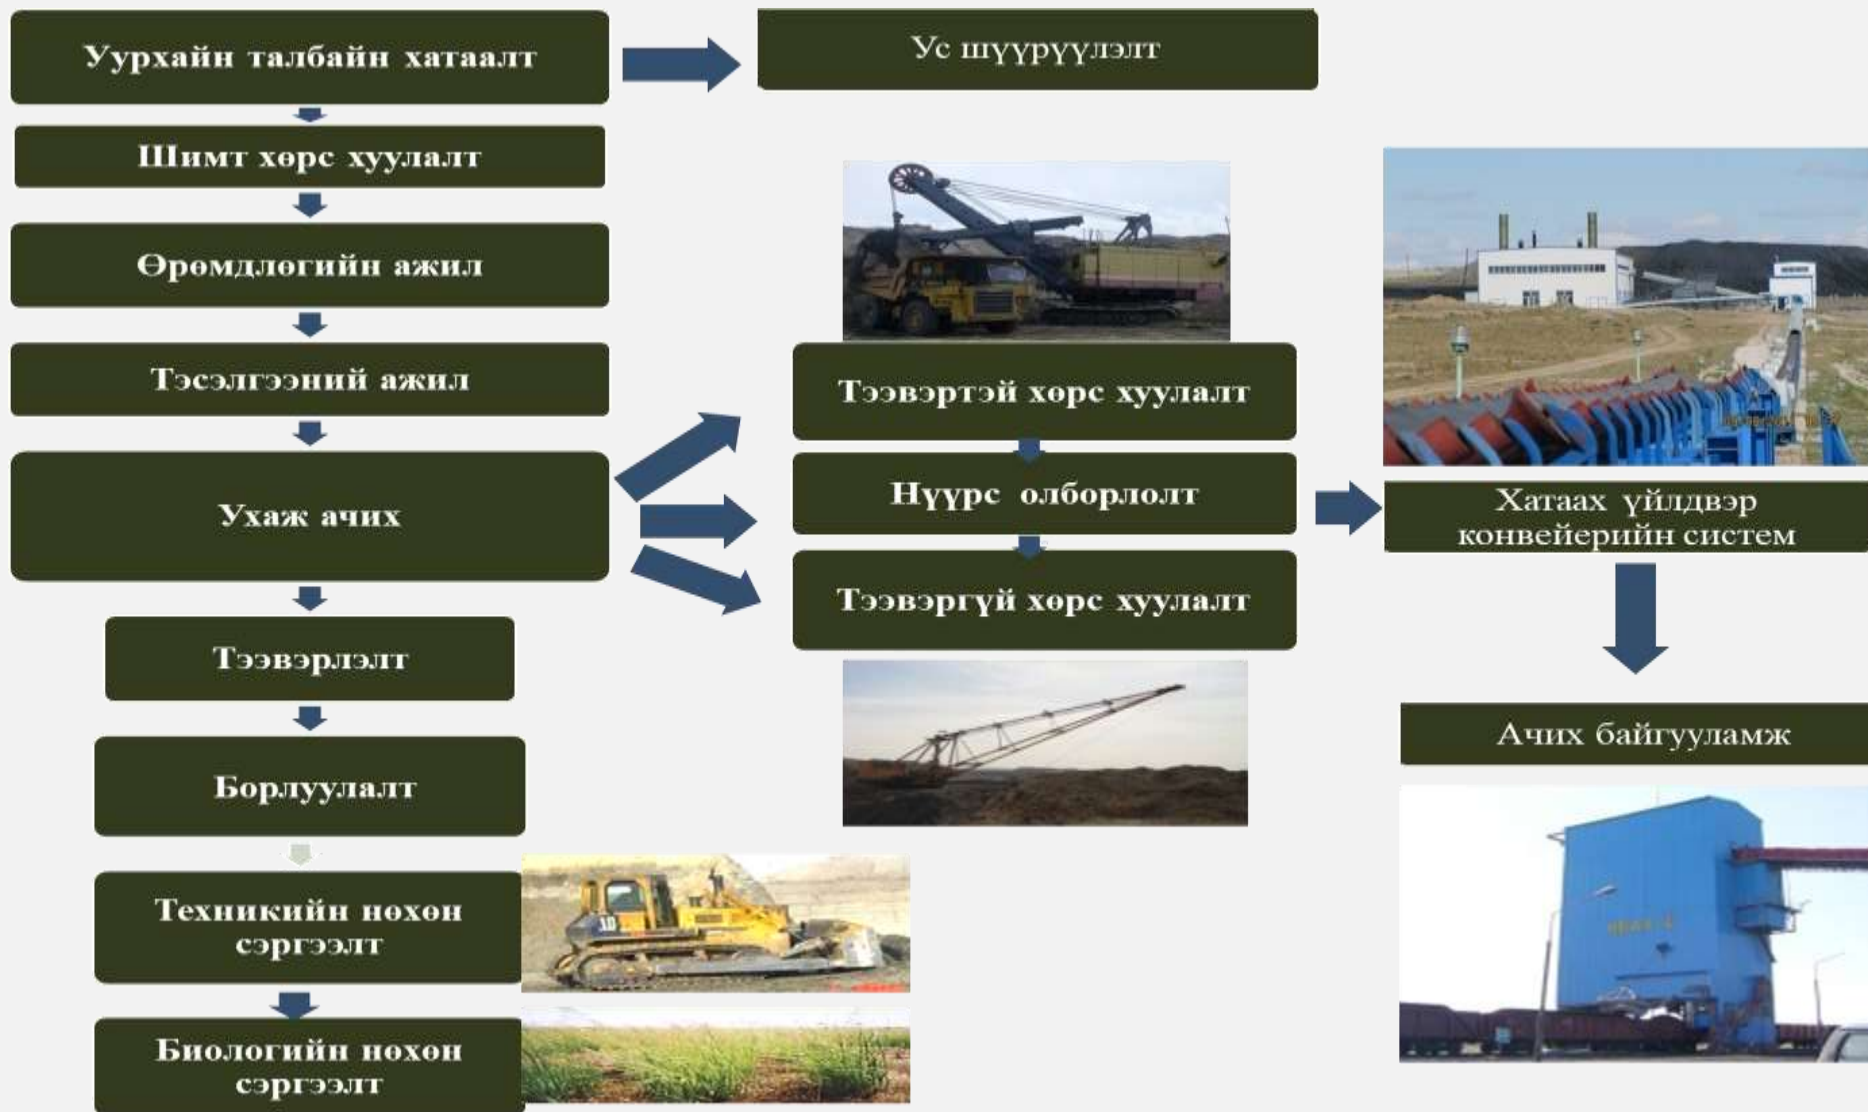 Уурхайн талбайн хатаалт
Ус шүүрүүлэлт
Шимт хөрс хуулалт
Өрөмдлөгийн ажил
Тэсэлгээний ажил
Ухаж ачих
Тээвэрлэлт
Борлуулалт
Техникийн нөхөн
сэргээлт
Биологийн нөхөн
сэргээлт
Тээвэртэй хөрс хуулалт
Нүүрс олборлолт
Тээвэргүй хөрс хуулалт
Хатаах үйлдвэр
конвейерийн систем
Ачих байгууламж
10